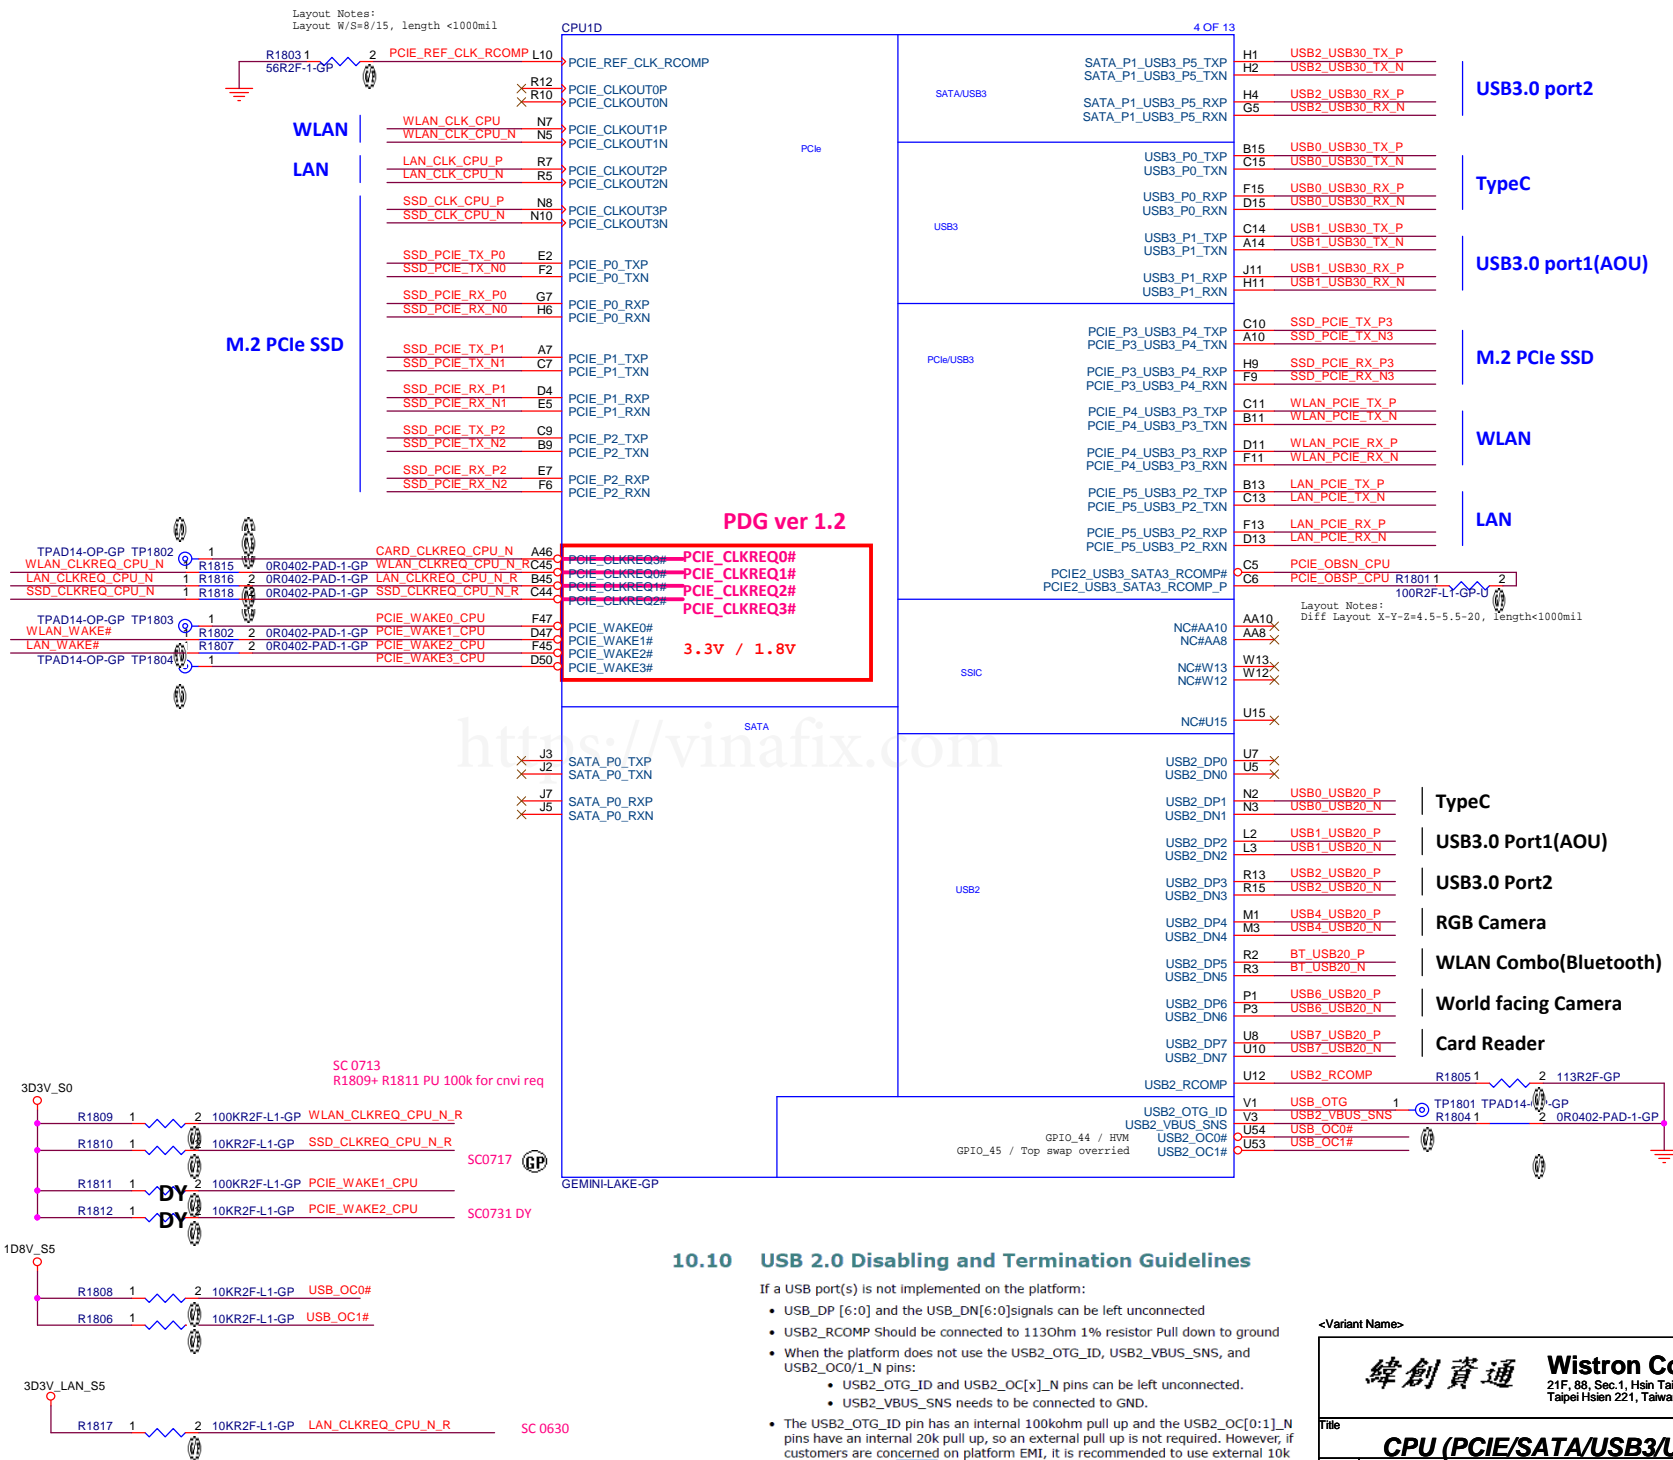 Layout Notes:
Layout W/S=8/15, length <1000mil
CPU1D
4 OF 13
R1803 1 2 PCIE_REF_CLK_RCOMP L10 PCIE_REF_CLK_RCOMP
56R2F-1-GP
R12 PCIE_CLKOUT0P
R10 PCIE_CLKOUT0N
WLAN
WLAN_CLK_CPU N7 PCIE_CLKOUT1P
WLAN_CLK_CPU_N N5 PCIE_CLKOUT1N
LAN
LAN_CLK_CPU_P R7 PCIE_CLKOUT2P
LAN_CLK_CPU_N R5 PCIE_CLKOUT2N
SSD_CLK_CPU_P N8 PCIE_CLKOUT3P
SSD_CLK_CPU_N N10 PCIE_CLKOUT3N
SSD_PCIE_TX_P0 E2 PCIE_P0_TXP
SSD_PCIE_TX_N0 F2 PCIE_P0_TXN
SSD_PCIE_RX_P0 G7 PCIE_P0_RXP
SSD_PCIE_RX_N0 H6 PCIE_P0_RXN
M.2 PCIe SSD
SSD_PCIE_TX_P1 A7 PCIE_P1_TXP
SSD_PCIE_TX_N1 C7 PCIE_P1_TXN
SSD_PCIE_RX_P1 D4 PCIE_P1_RXP
SSD_PCIE_RX_N1 E5 PCIE_P1_RXN
SSD_PCIE_TX_P2 C9 PCIE_P2_TXP
SSD_PCIE_TX_N2 B9 PCIE_P2_TXN
SSD_PCIE_RX_P2 E7 PCIE_P2_RXP
SSD_PCIE_RX_N2 F6 PCIE_P2_RXN
PCIe
PDG ver 1.2
TPAD14-OP-GP TP1802 1 CARD_CLKREQ_CPU_N A46 PCIE_CLKREQ3# PCIE_CLKREQ0#
WLAN_CLKREQ_CPU_N 1 R1815 0R0402-PAD-1-GP WLAN_CLKREQ_CPU_N_R C45 PCIE_CLKREQ0# PCIE_CLKREQ1#
LAN_CLKREQ_CPU_N 1 R1816 2 0R0402-PAD-1-GP LAN_CLKREQ_CPU_N_R B45 PCIE_CLKREQ1# PCIE_CLKREQ2#
SSD_CLKREQ_CPU_N 1 R1818 2 0R0402-PAD-1-GP SSD_CLKREQ_CPU_N_R C44 PCIE_CLKREQ2# PCIE_CLKREQ3#
TPAD14-OP-GP TP1803 1 PCIE_WAKE0_CPU F47 PCIE_WAKE0#
WLAN_WAKE# 1 R1802 2 0R0402-PAD-1-GP PCIE_WAKE1_CPU D47 PCIE_WAKE1#
LAN_WAKE# 1 R1807 2 0R0402-PAD-1-GP PCIE_WAKE2_CPU F45 PCIE_WAKE2#
TPAD14-OP-GP TP1804 1 PCIE_WAKE3_CPU D50 PCIE_WAKE3#
3.3V / 1.8V
SATA
J3 SATA_P0_TXP
J2 SATA_P0_TXN
J7 SATA_P0_RXP
J5 SATA_P0_RXN
https://vinafix.com
SATA/USB3
SATA_P1_USB3_P5_TXP H1 USB2_USB30_TX_P
SATA_P1_USB3_P5_TXN H2 USB2_USB30_TX_N
SATA_P1_USB3_P5_RXP H4 USB2_USB30_RX_P
SATA_P1_USB3_P5_RXN G5 USB2_USB30_RX_N
USB3.0 port2
USB3
USB3_P0_TXP B15 USB0_USB30_TX_P
USB3_P0_TXN C15 USB0_USB30_TX_N
USB3_P0_RXP F15 USB0_USB30_RX_P
USB3_P0_RXN D15 USB0_USB30_RX_N
TypeC
USB3_P1_TXP C14 USB1_USB30_TX_P
USB3_P1_TXN A14 USB1_USB30_TX_N
USB3_P1_RXP J11 USB1_USB30_RX_P
USB3_P1_RXN H11 USB1_USB30_RX_N
USB3.0 port1(AOU)
PCIe/USB3
PCIE_P3_USB3_P4_TXP C10 SSD_PCIE_TX_P3
PCIE_P3_USB3_P4_TXN A10 SSD_PCIE_TX_N3
PCIE_P3_USB3_P4_RXP H9 SSD_PCIE_RX_P3
PCIE_P3_USB3_P4_RXN F9 SSD_PCIE_RX_N3
M.2 PCIe SSD
PCIE_P4_USB3_P3_TXP C11 WLAN_PCIE_TX_P
PCIE_P4_USB3_P3_TXN B11 WLAN_PCIE_TX_N
PCIE_P4_USB3_P3_RXP D11 WLAN_PCIE_RX_P
PCIE_P4_USB3_P3_RXN F11 WLAN_PCIE_RX_N
WLAN
PCIE_P5_USB3_P2_TXP B13 LAN_PCIE_TX_P
PCIE_P5_USB3_P2_TXN C13 LAN_PCIE_TX_N
PCIE_P5_USB3_P2_RXP F13 LAN_PCIE_RX_P
PCIE_P5_USB3_P2_RXN D13 LAN_PCIE_RX_N
LAN
PCIE2_USB3_SATA3_RCOMP# C5 PCIE_OBSN_CPU
PCIE2_USB3_SATA3_RCOMP_P C6 PCIE_OBSP_CPU R1801 1 2
100R2F-L1-GP-U
Layout Notes:
Diff Layout X-Y-Z=4.5-5.5-20, length<1000mil
SSIC
NC#AA10 AA10
NC#AA8 AA8
NC#W13 W13
NC#W12 W12
NC#U15 U15
USB2
USB2_DP0 U7
USB2_DN0 U5
USB2_DP1 N2 USB0_USB20_P
USB2_DN1 N3 USB0_USB20_N
TypeC
USB2_DP2 L2 USB1_USB20_P
USB2_DN2 L3 USB1_USB20_N
USB3.0 Port1(AOU)
USB2_DP3 R13 USB2_USB20_P
USB2_DN3 R15 USB2_USB20_N
USB3.0 Port2
USB2_DP4 M1 USB4_USB20_P
USB2_DN4 M3 USB4_USB20_N
RGB Camera
USB2_DP5 R2 BT_USB20_P
USB2_DN5 R3 BT_USB20_N
WLAN Combo(Bluetooth)
USB2_DP6 P1 USB6_USB20_P
USB2_DN6 P3 USB6_USB20_N
World facing Camera
USB2_DP7 U8 USB7_USB20_P
USB2_DN7 U10 USB7_USB20_N
Card Reader
USB2_RCOMP U12 USB2_RCOMP R1805 1 2 113R2F-GP
USB2_OTG_ID V1 USB_OTG 1 TP1801 TPAD14-OP-GP
USB2_VBUS_SNS V3 USB2_VBUS_SNS R1804 1 2 0R0402-PAD-1-GP
GPIO_44 / HVM USB2_OC0# U54 USB_OC0#
GPIO_45 / Top swap overried USB2_OC1# U53 USB_OC1#
GEMINI-LAKE-GP
SC 0713
R1809+ R1811 PU 100k for cnvi req
3D3V_S0
R1809 1 2 100KR2F-L1-GP WLAN_CLKREQ_CPU_N_R
R1810 1 2 10KR2F-L1-GP SSD_CLKREQ_CPU_N_R
SC0717 GP
R1811 1 DY 2 100KR2F-L1-GP PCIE_WAKE1_CPU
R1812 1 DY 2 10KR2F-L1-GP PCIE_WAKE2_CPU SC0731 DY
1D8V_S5
R1808 1 2 10KR2F-L1-GP USB_OC0#
R1806 1 2 10KR2F-L1-GP USB_OC1#
3D3V_LAN_S5
R1817 1 2 10KR2F-L1-GP LAN_CLKREQ_CPU_N_R SC 0630
10.10 USB 2.0 Disabling and Termination Guidelines
If a USB port(s) is not implemented on the platform:
• USB_DP [6:0] and the USB_DN[6:0]signals can be left unconnected
• USB2_RCOMP Should be connected to 113Ohm 1% resistor Pull down to ground
• When the platform does not use the USB2_OTG_ID, USB2_VBUS_SNS, and
USB2_OC0/1_N pins:
• USB2_OTG_ID and USB2_OC[x]_N pins can be left unconnected.
• USB2_VBUS_SNS needs to be connected to GND.
• The USB2_OTG_ID pin has an internal 100kohm pull up and the USB2_OC[0:1]_N
pins have an internal 20k pull up, so an external pull up is not required. However, if
customers are concerned on platform EMI, it is recommended to use external 10k
<Variant Name>
緯創資通 Wistron Co
21F, 88, Sec.1, Hsin Tai
Taipei Hsien 221, Taiwa
Title
CPU (PCIE/SATA/USB3/U